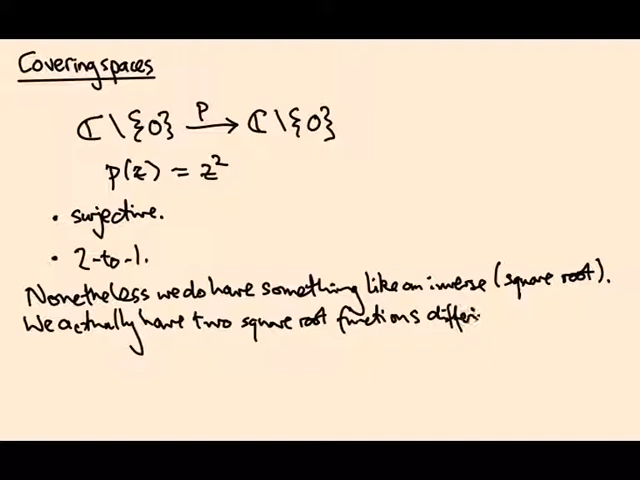 Covering spaces
ℂ\{0} →^p ℂ\{0}
p(z) = z²
• surjective.
• 2-to-1.
Nonetheless we do have something like an inverse (square root).
We actually have two square root functions differi